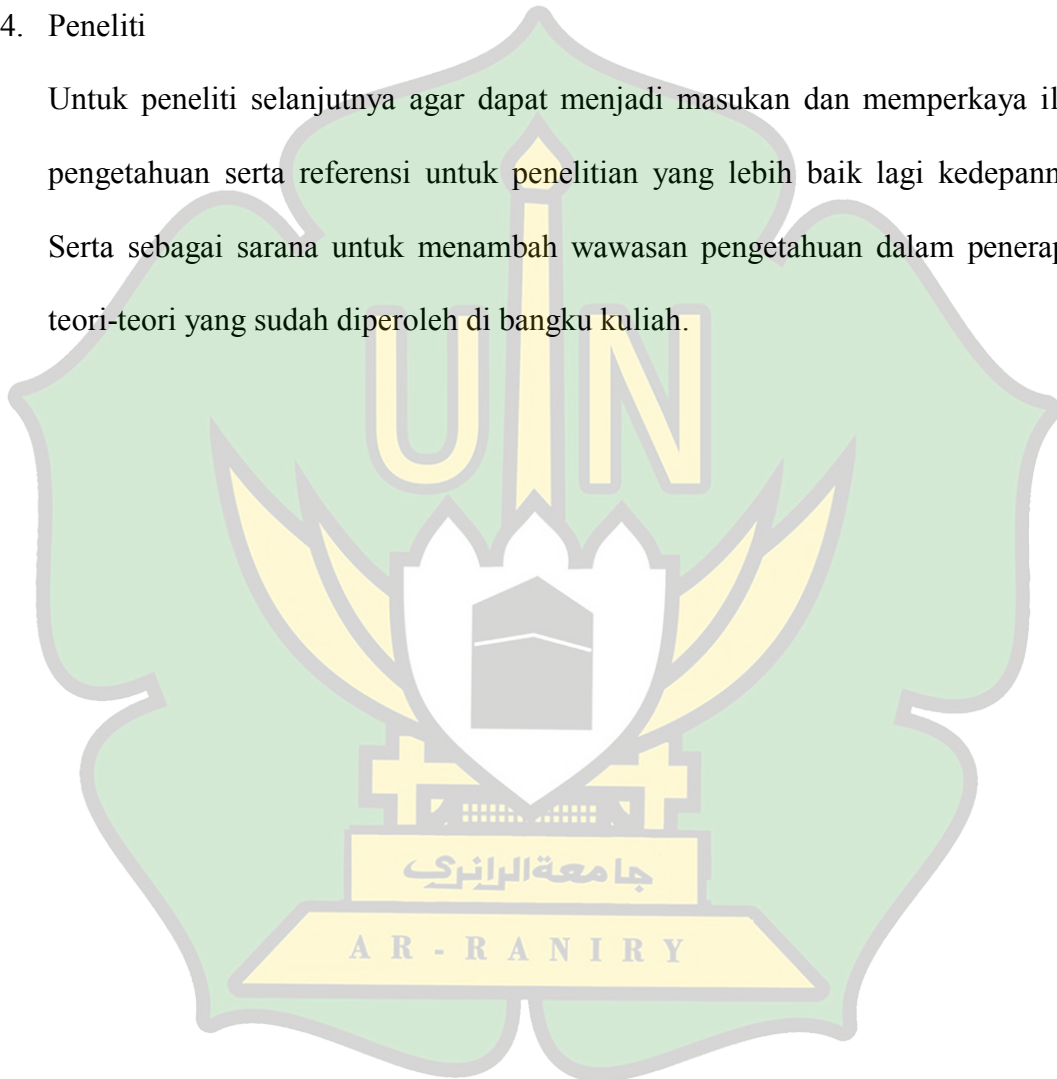 4. Peneliti
Untuk peneliti selanjutnya agar dapat menjadi masukan dan memperkaya il
pengetahuan serta referensi untuk penelitian yang lebih baik lagi kedepann
Serta sebagai sarana untuk menambah wawasan pengetahuan dalam penerap
teori-teori yang sudah diperoleh di bangku kuliah.
UIN
جامعةالرانري
AR-RANIRY